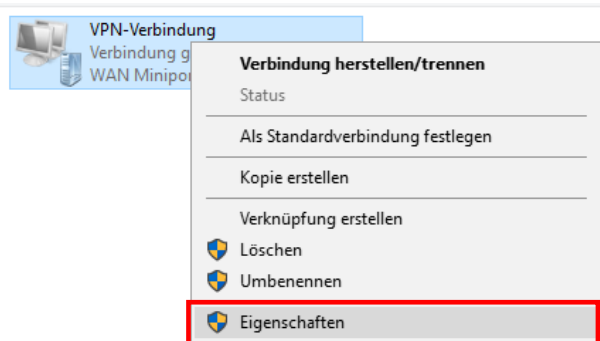 VPN-Verbindung
Verbindung g
WAN Minipor
Verbindung herstellen/trennen
Status
Als Standardverbindung festlegen
Kopie erstellen
Verknüpfung erstellen
Löschen
Umbenennen
Eigenschaften